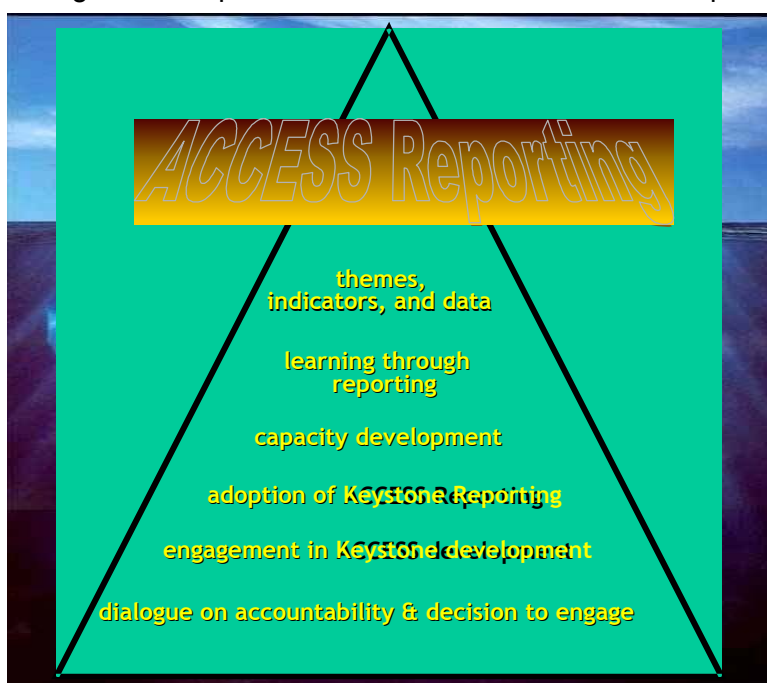 ACCESS Reporting
themes,
indicators, and data
learning through
reporting
capacity development
adoption of Keystone Reporting
engagement in Keystone development
dialogue on accountability & decision to engage